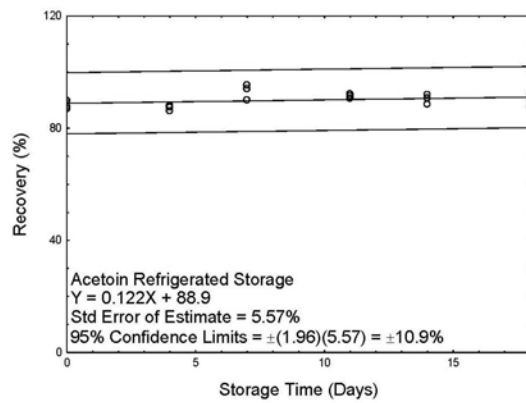 120
80
40
0
Recovery (%)
Acetoin Refrigerated Storage
Y = 0.122X + 88.9
Std Error of Estimate = 5.57%
95% Confidence Limits = ±(1.96)(5.57) = ±10.9%
0 5 10 15
Storage Time (Days)